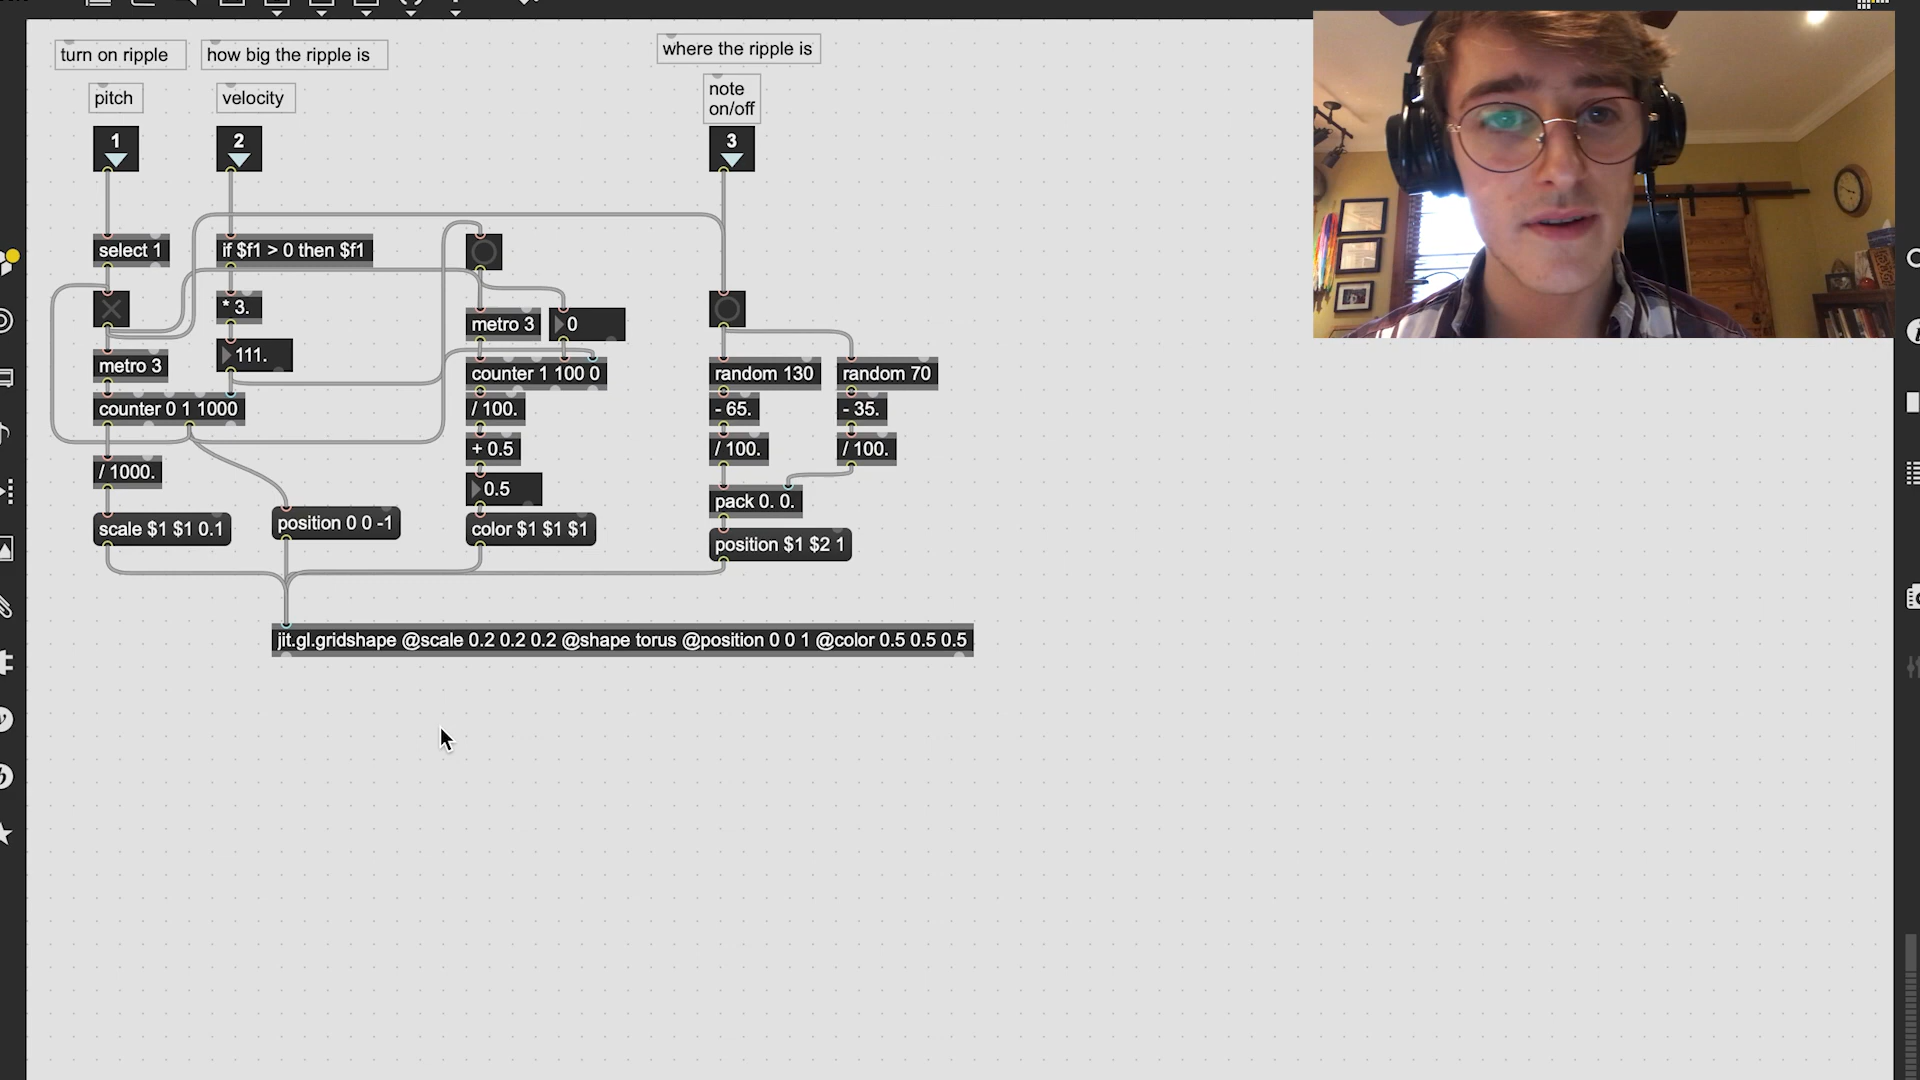 turn on ripple
how big the ripple is
where the ripple is
pitch
velocity
note
on/off
1
2
3
select 1
if $f1 > 0 then $f1
* 3.
metro 3
0
111.
metro 3
counter 1 100 0
random 130
random 70
counter 0 1 1000
/ 100.
- 65.
- 35.
+ 0.5
/ 100.
/ 100.
/ 1000.
0.5
pack 0. 0.
scale $1 $1 0.1
position 0 0 -1
color $1 $1 $1
position $1 $2 1
jit.gl.gridshape @scale 0.2 0.2 0.2 @shape torus @position 0 0 1 @color 0.5 0.5 0.5